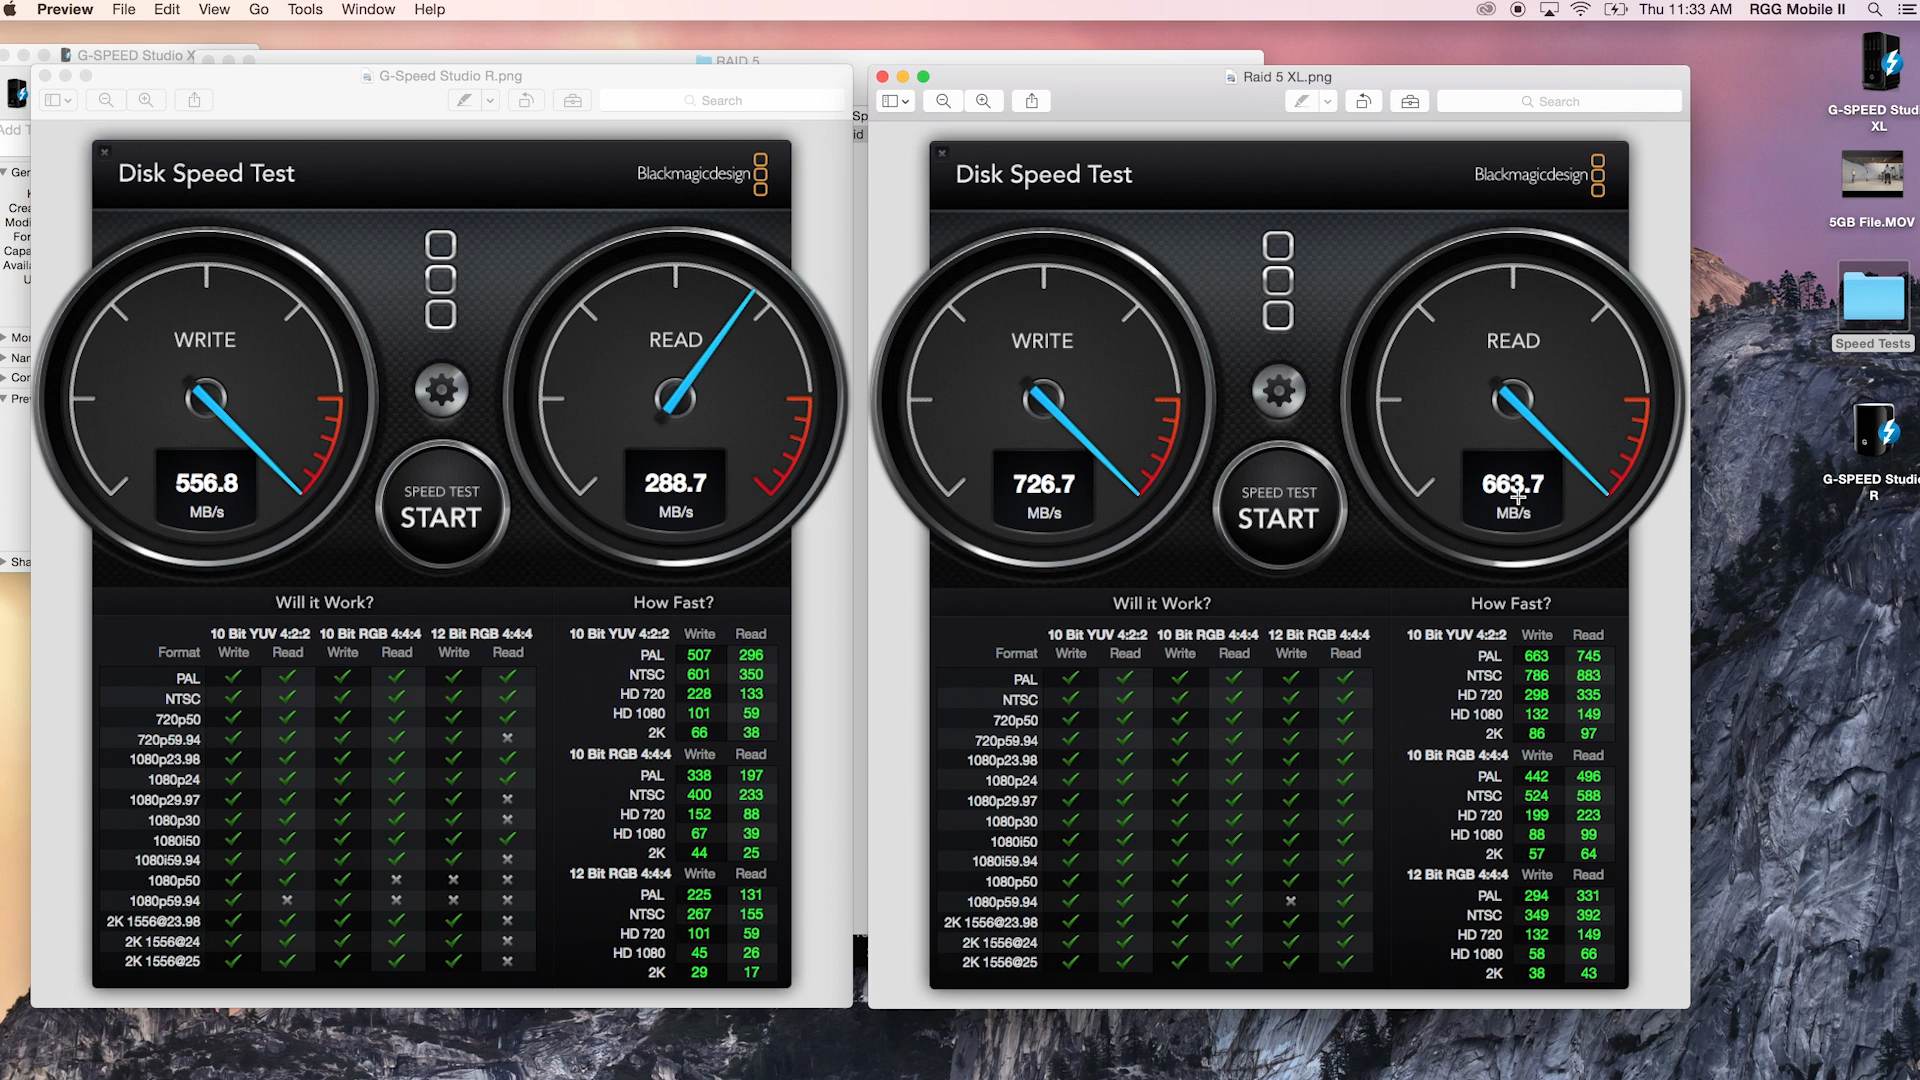 Preview File Edit View Go Tools Window Help
Thu 11:33 AM RGG Mobile II
G-SPEED Studio X
RAID 5
G-Speed Studio R.png
Search
Disk Speed Test
Blackmagicdesign
WRITE
READ
556.8
MB/s
SPEED TEST
START
288.7
MB/s
Will it Work?
How Fast?
10 Bit YUV 4:2:2 10 Bit RGB 4:4:4 12 Bit RGB 4:4:4
Format Write Read Write Read Write Read
PAL
NTSC
720p50
720p59.94
1080p23.98
1080p24
1080p29.97
1080p30
1080i50
1080i59.94
1080p50
1080p59.94
2K 1556@23.98
2K 1556@24
2K 1556@25
10 Bit YUV 4:2:2 Write Read
PAL 507 296
NTSC 601 350
HD 720 228 133
HD 1080 101 59
2K 66 38
10 Bit RGB 4:4:4 Write Read
PAL 338 197
NTSC 400 233
HD 720 152 88
HD 1080 67 39
2K 44 25
12 Bit RGB 4:4:4 Write Read
PAL 225 131
NTSC 267 155
HD 720 101 59
HD 1080 45 26
2K 29 17
Raid 5 XL.png
Search
Disk Speed Test
Blackmagicdesign
WRITE
READ
726.7
MB/s
SPEED TEST
START
663.7
MB/s
Will it Work?
How Fast?
10 Bit YUV 4:2:2 10 Bit RGB 4:4:4 12 Bit RGB 4:4:4
Format Write Read Write Read Write Read
PAL
NTSC
720p50
720p59.94
1080p23.98
1080p24
1080p29.97
1080p30
1080i50
1080i59.94
1080p50
1080p59.94
2K 1556@23.98
2K 1556@24
2K 1556@25
10 Bit YUV 4:2:2 Write Read
PAL 663 745
NTSC 786 883
HD 720 298 335
HD 1080 132 149
2K 86 97
10 Bit RGB 4:4:4 Write Read
PAL 442 496
NTSC 524 588
HD 720 199 223
HD 1080 88 99
2K 57 64
12 Bit RGB 4:4:4 Write Read
PAL 294 331
NTSC 349 392
HD 720 132 149
HD 1080 58 66
2K 38 43
G-SPEED Studi
XL
5GB File.MOV
Speed Tests
G-SPEED Studio
R